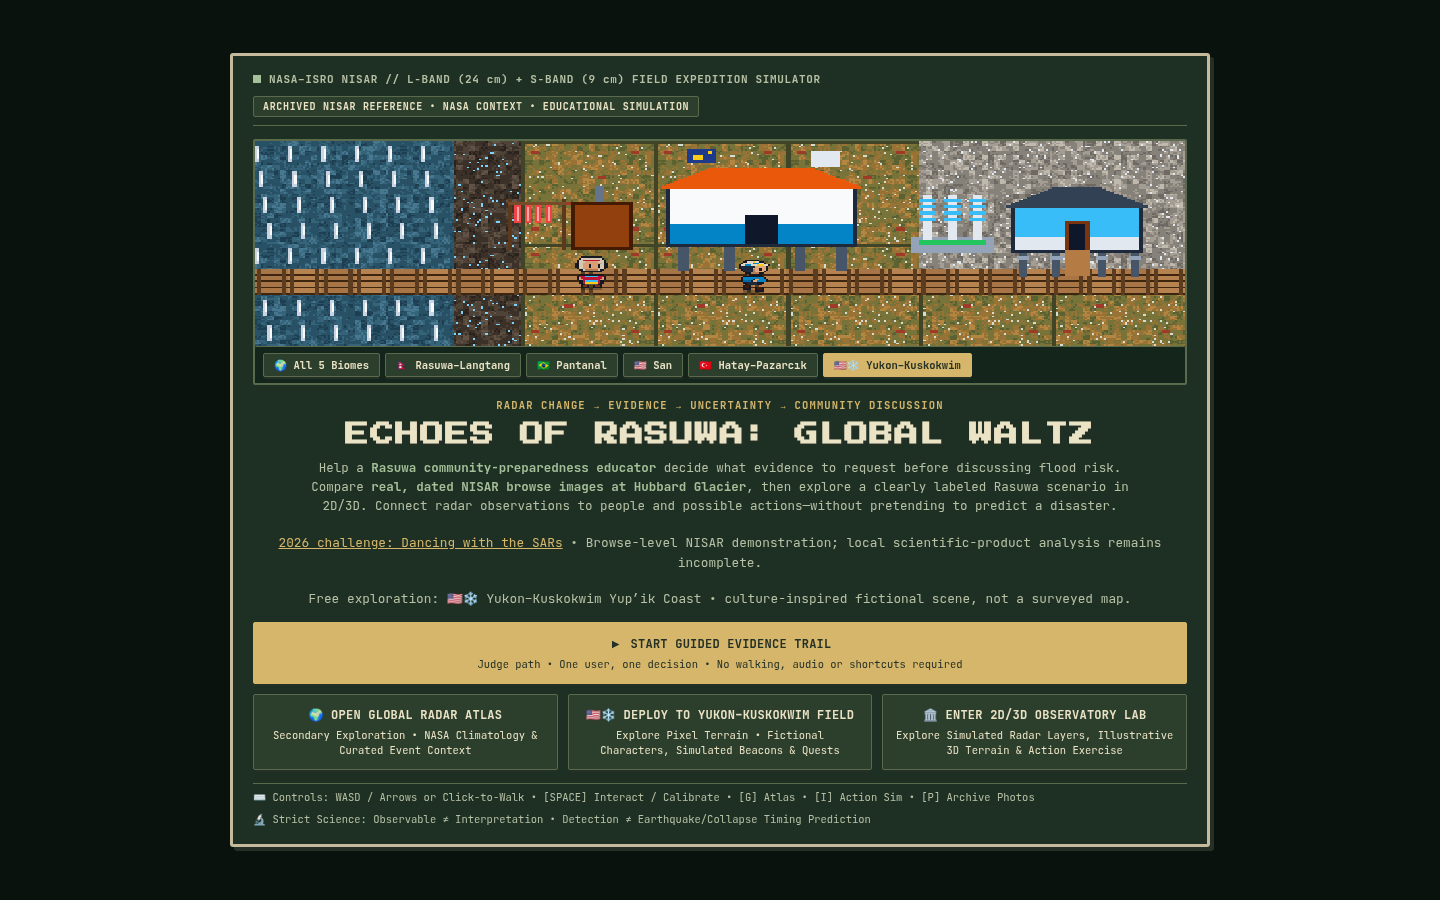 NASA–ISRO NISAR // L-BAND (24 cm) + S-BAND (9 cm) FIELD EXPEDITION SIMULATOR
ARCHIVED NISAR REFERENCE • NASA CONTEXT • EDUCATIONAL SIMULATION
🌍 All 5 Biomes
🇳🇵 Rasuwa–Langtang
🇧🇷 Pantanal
🇺🇸 San
🇹🇷 Hatay–Pazarcık
🇺🇸❄️ Yukon–Kuskokwim
RADAR CHANGE → EVIDENCE → UNCERTAINTY → COMMUNITY DISCUSSION
ECHOES OF RASUWA: GLOBAL WALTZ
Help a Rasuwa community-preparedness educator decide what evidence to request before discussing flood risk.
Compare real, dated NISAR browse images at Hubbard Glacier, then explore a clearly labeled Rasuwa scenario in
2D/3D. Connect radar observations to people and possible actions—without pretending to predict a disaster.
2026 challenge: Dancing with the SARs • Browse-level NISAR demonstration; local scientific-product analysis remains
incomplete.
Free exploration: 🇺🇸❄️ Yukon–Kuskokwim Yup’ik Coast • culture-inspired fictional scene, not a surveyed map.
▶ START GUIDED EVIDENCE TRAIL
Judge path • One user, one decision • No walking, audio or shortcuts required
🌍 OPEN GLOBAL RADAR ATLAS
Secondary Exploration • NASA Climatology &
Curated Event Context
🇺🇸❄️ DEPLOY TO YUKON–KUSKOKWIM FIELD
Explore Pixel Terrain • Fictional
Characters, Simulated Beacons & Quests
🏛️ ENTER 2D/3D OBSERVATORY LAB
Explore Simulated Radar Layers, Illustrative
3D Terrain & Action Exercise
⌨️ Controls: WASD / Arrows or Click-to-Walk • [SPACE] Interact / Calibrate • [G] Atlas • [I] Action Sim • [P] Archive Photos
🔬 Strict Science: Observable ≠ Interpretation • Detection ≠ Earthquake/Collapse Timing Prediction